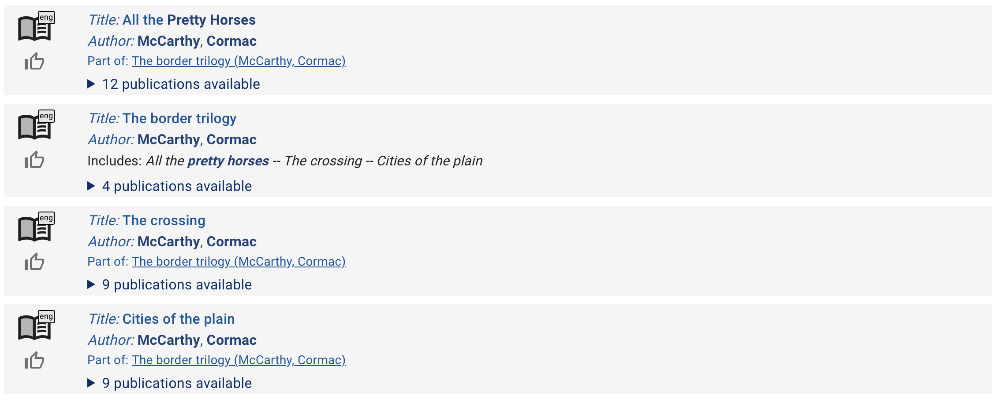 eng
Title: All the Pretty Horses
Author: McCarthy, Cormac
Part of: The border trilogy (McCarthy, Cormac)
12 publications available
eng
Title: The border trilogy
Author: McCarthy, Cormac
Includes: All the pretty horses -- The crossing -- Cities of the plain
4 publications available
eng
Title: The crossing
Author: McCarthy, Cormac
Part of: The border trilogy (McCarthy, Cormac)
9 publications available
eng
Title: Cities of the plain
Author: McCarthy, Cormac
Part of: The border trilogy (McCarthy, Cormac)
9 publications available